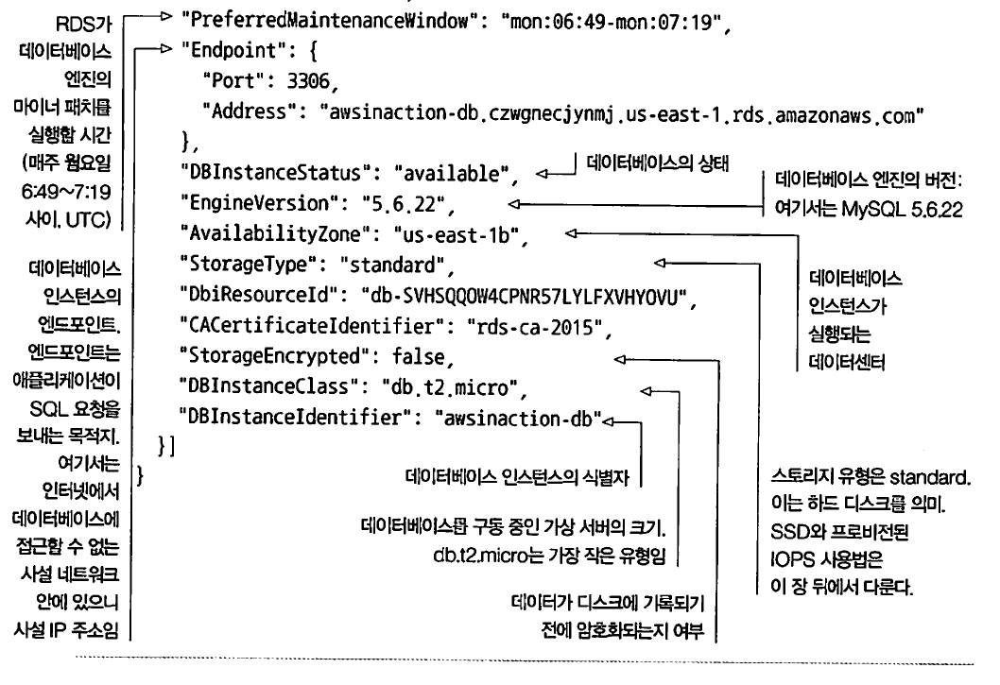 "PreferredMaintenanceWindow": "mon:06:49-mon:07:19",
"Endpoint": {
"Port": 3306,
"Address": "awsinaction-db.czwgnecjynmj.us-east-1.rds.amazonaws.com"
},
"DBInstanceStatus": "available",
"EngineVersion": "5.6.22",
"AvailabilityZone": "us-east-1b",
"StorageType": "standard",
"DbiResourceId": "db-SVHSQQOW4CPNR57LYLFXVHYOVU",
"CACertificateIdentifier": "rds-ca-2015",
"StorageEncrypted": false,
"DBInstanceClass": "db.t2.micro",
"DBInstanceIdentifier": "awsinaction-db"
}]
}
RDS가
데이터베이스
엔진의
마이너 패치를
실행할 시간
(매주 월요일
6:49~7:19
사이. UTC)
데이터베이스
인스턴스의
엔드포인트.
엔드포인트는
애플리케이션이
SQL 요청을
보내는 목적지.
여기서는
인터넷에서
데이터베이스에
접근할 수 없는
사설 네트워크
안에 있으니
사설 IP 주소임
데이터베이스의 상태
데이터베이스 엔진의 버전:
여기서는 MySQL 5.6.22
데이터베이스
인스턴스가
실행되는
데이터센터
스토리지 유형은 standard.
이는 하드 디스크를 의미.
SSD와 프로비전된
IOPS 사용법은
이 장 뒤에서 다룬다.
데이터베이스 인스턴스의 식별자
데이터베이스를 구동 중인 가상 서버의 크기.
db.t2.micro는 가장 작은 유형임
데이터가 디스크에 기록되기
전에 암호화되는지 여부